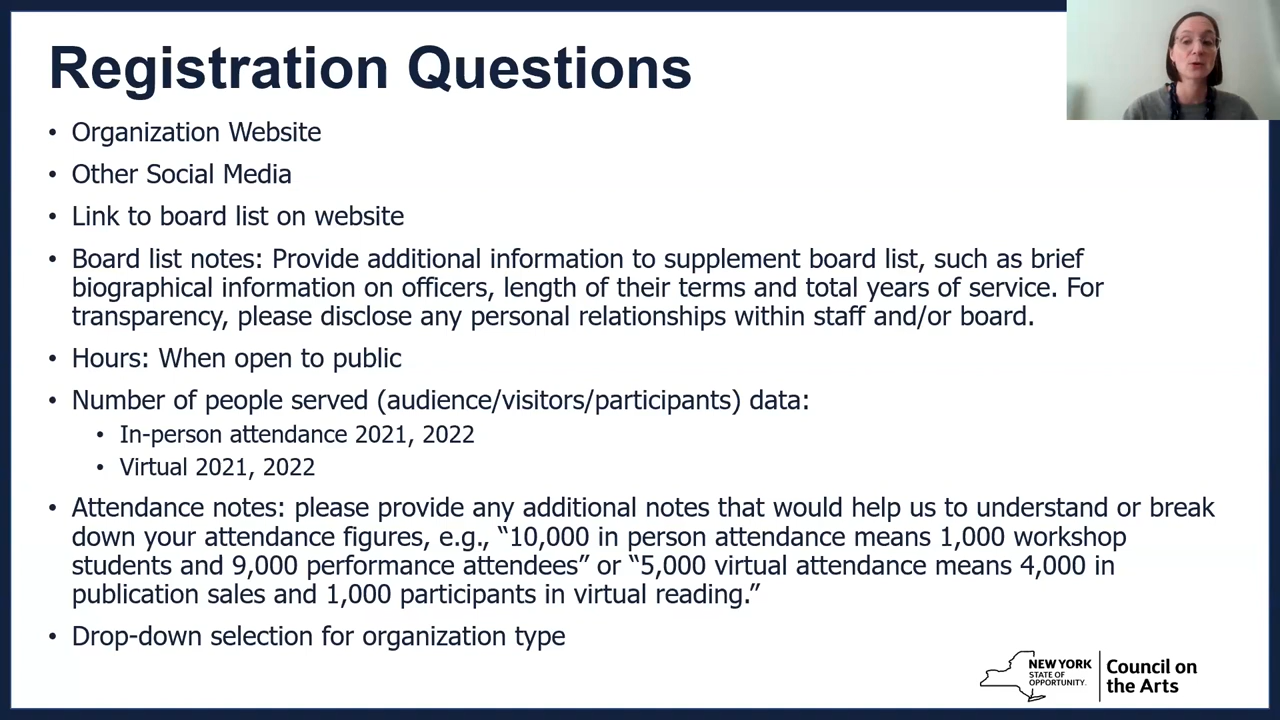 Registration Questions
• Organization Website
• Other Social Media
• Link to board list on website
• Board list notes: Provide additional information to supplement board list, such as brief
biographical information on officers, length of their terms and total years of service. For
transparency, please disclose any personal relationships within staff and/or board.
• Hours: When open to public
• Number of people served (audience/visitors/participants) data:
• In-person attendance 2021, 2022
• Virtual 2021, 2022
• Attendance notes: please provide any additional notes that would help us to understand or break
down your attendance figures, e.g., “10,000 in person attendance means 1,000 workshop
students and 9,000 performance attendees” or “5,000 virtual attendance means 4,000 in
publication sales and 1,000 participants in virtual reading.”
• Drop-down selection for organization type
NEW YORK
STATE OF
OPPORTUNITY.
Council on
the Arts